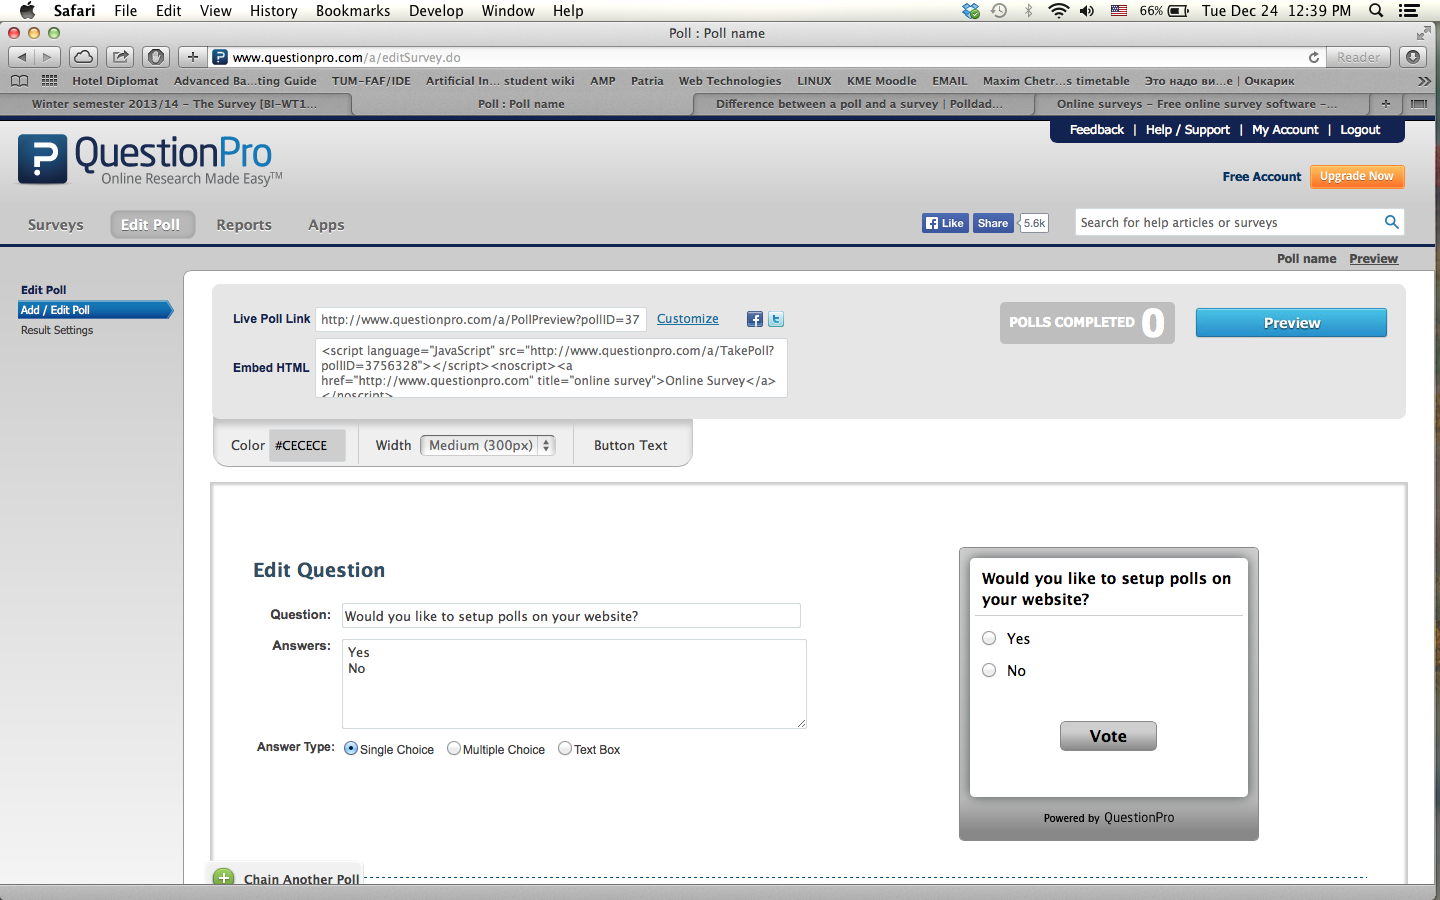 Safari File Edit View History Bookmarks Develop Window Help 66% Tue Dec 24 12:39 PM
Poll : Poll name
www.questionpro.com/a/editSurvey.do Reader
Hotel Diplomat Advanced Ba...ting Guide TUM-FAF/IDE Artificial In... student wiki AMP Patria Web Technologies LINUX KME Moodle EMAIL Maxim Chetr...s timetable Это надо ви...е | Очкарик
Winter semester 2013/14 – The Survey [BI-WT1... Poll : Poll name Difference between a poll and a survey | Polldad... Online surveys – Free online survey software –...
Feedback | Help / Support | My Account | Logout
QuestionPro
Online Research Made Easy™
Free Account Upgrade Now
Surveys Edit Poll Reports Apps Like Share 5.6k Search for help articles or surveys
Poll name Preview
Edit Poll
Add / Edit Poll
Result Settings
Live Poll Link http://www.questionpro.com/a/PollPreview?pollID=37 Customize
POLLS COMPLETED 0 Preview
Embed HTML <script language="JavaScript" src="http://www.questionpro.com/a/TakePoll?
pollID=3756328"></script><noscript><a
href="http://www.questionpro.com" title="online survey">Online Survey</a>
</noscript>
Color #CECECE Width Medium (300px) Button Text
Edit Question
Question: Would you like to setup polls on your website?
Answers: Yes
No
Answer Type: Single Choice Multiple Choice Text Box
Would you like to setup polls on
your website?
Yes
No
Vote
Powered by QuestionPro
Chain Another Poll